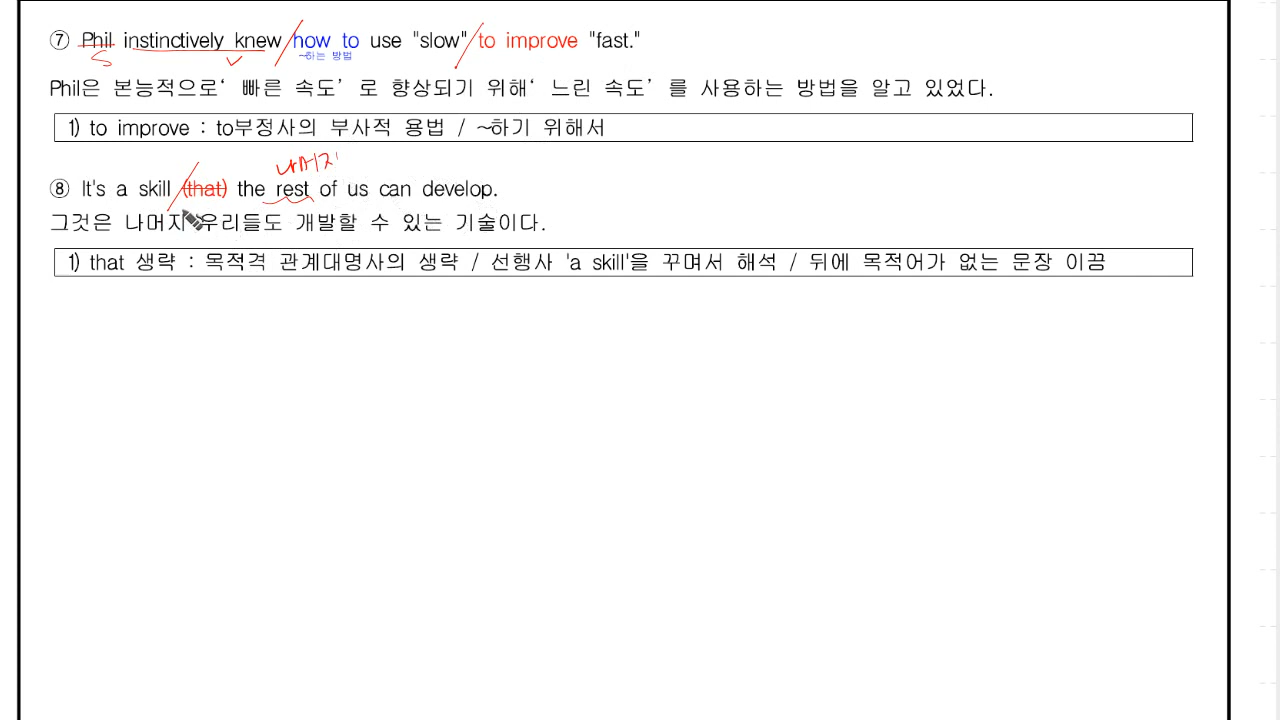 ⑦ Phil instinctively knew how to use "slow" to improve "fast."
S V ~하는 방법
Phil은 본능적으로‘ 빠른 속도’ 로 향상되기 위해‘ 느린 속도’ 를 사용하는 방법을 알고 있었다.
1) to improve : to부정사의 부사적 용법 / ~하기 위해서
나머지
⑧ It's a skill (that) the rest of us can develop.
그것은 나머지 우리들도 개발할 수 있는 기술이다.
1) that 생략 : 목적격 관계대명사의 생략 / 선행사 'a skill'을 꾸며서 해석 / 뒤에 목적어가 없는 문장 이끔